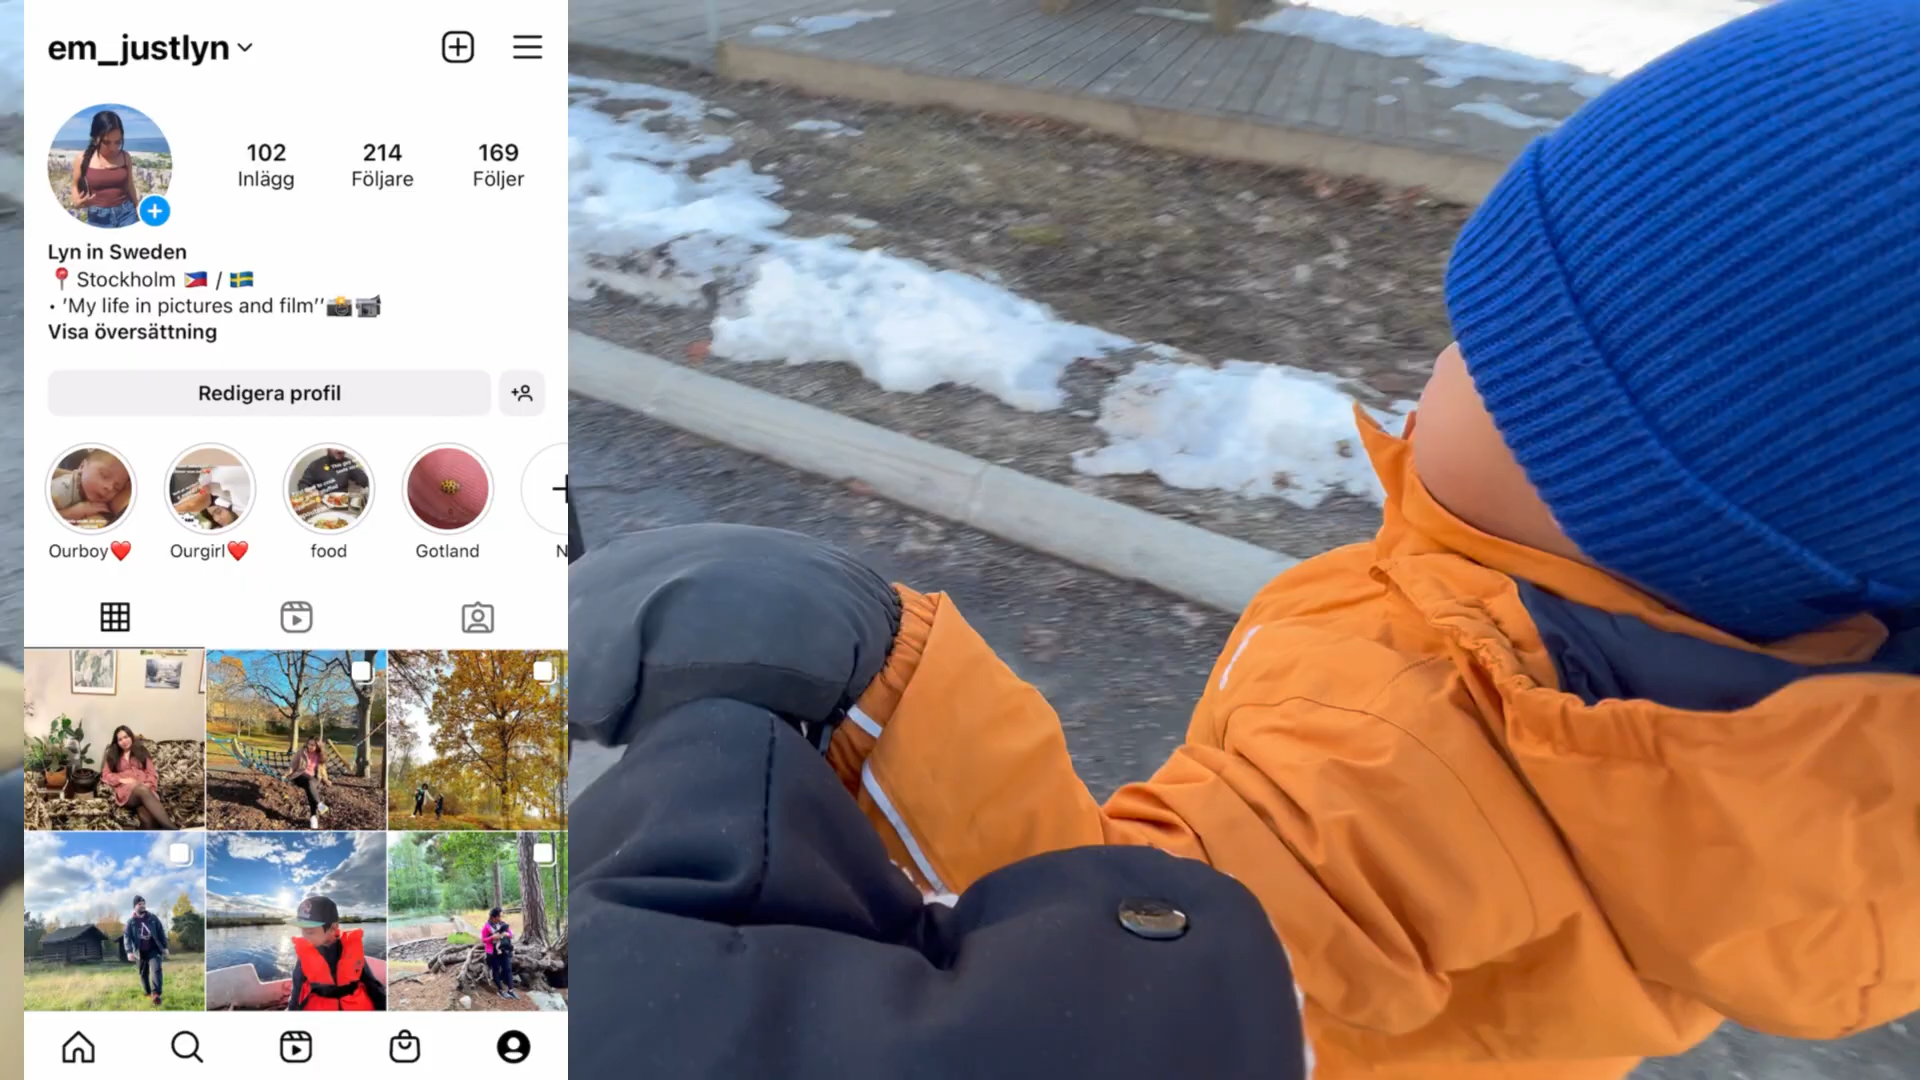 em_justlyn
102
214
169
Inlägg
Följare
Följer
Lyn in Sweden
Stockholm /
• 'My life in pictures and film''
Visa översättning
Redigera profil
Ourboy
Ourgirl
food
Gotland
N